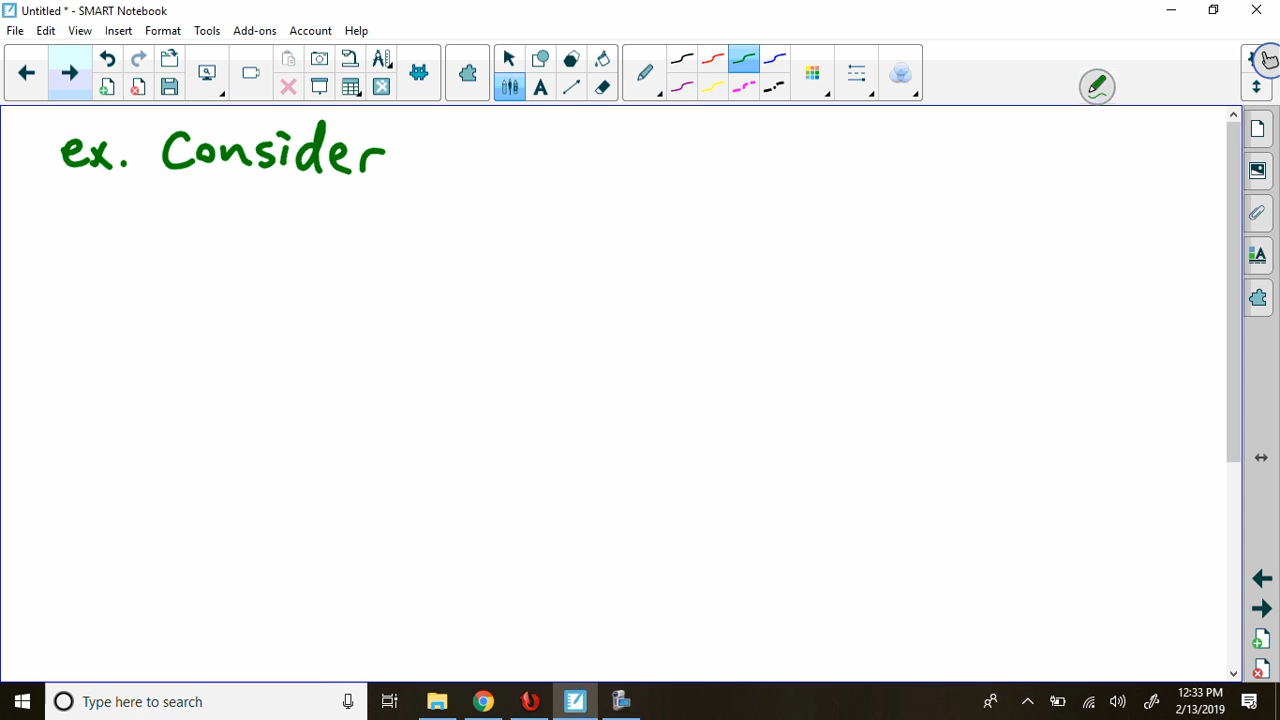 Untitled * - SMART Notebook
File Edit View Insert Format Tools Add-ons Account Help
A
ex. Consider
Type here to search
12:33 PM
2/13/2019